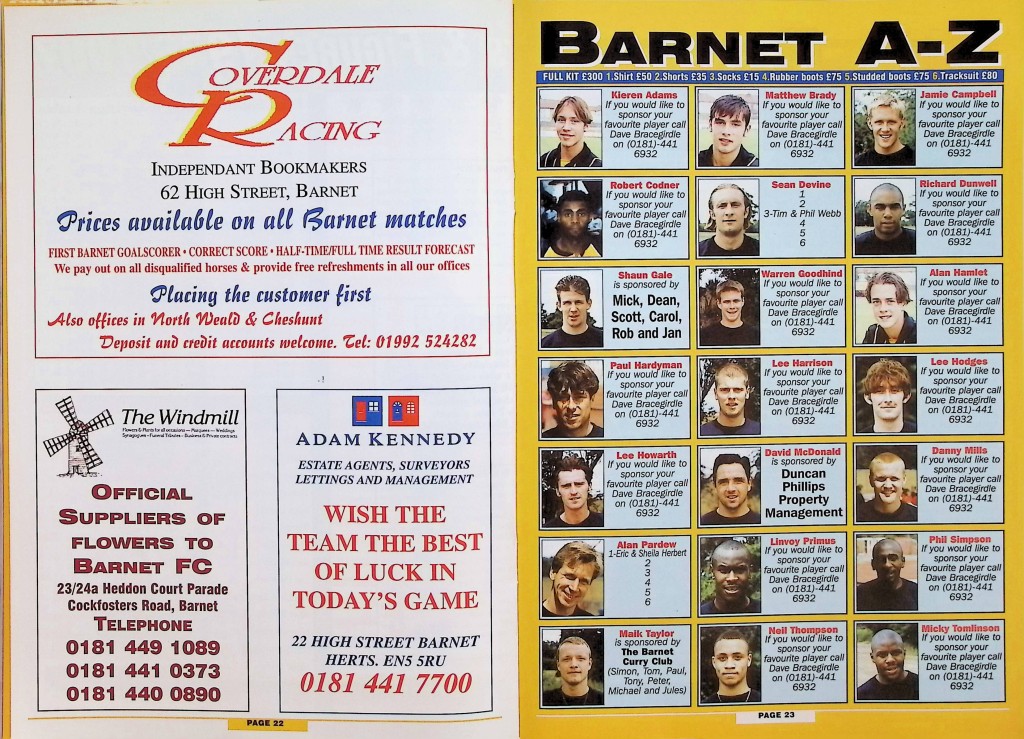 COVERDALE
RACING
INDEPENDANT BOOKMAKERS
62 HIGH STREET, BARNET
Prices available on all Barnet matches
FIRST BARNET GOALSCORER • CORRECT SCORE • HALF-TIME/FULL TIME RESULT FORECAST
We pay out on all disqualified horses & provide free refreshments in all our offices
Placing the customer first
Also offices in North Weald & Cheshunt
Deposit and credit accounts welcome. Tel: 01992 524282
The Windmill
Flowers & Plants for all occasions — Pasquers — Weddings
Synagogues - Funeral Tributes - Business & Private contracts
OFFICIAL
SUPPLIERS OF
FLOWERS TO
BARNET FC
23/24a Heddon Court Parade
Cockfosters Road, Barnet
TELEPHONE
0181 449 1089
0181 441 0373
0181 440 0890
ADAM KENNEDY
ESTATE AGENTS, SURVEYORS
LETTINGS AND MANAGEMENT
WISH THE
TEAM THE BEST
OF LUCK IN
TODAY'S GAME
22 HIGH STREET BARNET
HERTS. EN5 5RU
0181 441 7700
PAGE 22
BARNET A-Z
FULL KIT £300 1.Shirt £50 2.Shorts £35 3.Socks £15 4.Rubber boots £75 5.Studded boots £75 6.Tracksuit £80
Kieren Adams
If you would like to
sponsor your
favourite player call
Dave Bracegirdle
on (0181)-441
6932
Matthew Brady
If you would like to
sponsor your
favourite player call
Dave Bracegirdle
on (0181)-441
6932
Jamie Campbell
If you would like to
sponsor your
favourite player call
Dave Bracegirdle
on (0181)-441
6932
Robert Codner
If you would like to
sponsor your
favourite player call
Dave Bracegirdle
on (0181)-441
6932
Sean Devine
1
2
3-Tim & Phil Webb
4
5
6
Richard Dunwell
If you would like to
sponsor your
favourite player call
Dave Bracegirdle
on (0181)-441
6932
Shaun Gale
is sponsored by
Mick, Dean,
Scott, Carol,
Rob and Jan
Warren Goodhind
If you would like to
sponsor your
favourite player call
Dave Bracegirdle
on (0181)-441
6932
Alan Hamlet
If you would like to
sponsor your
favourite player call
Dave Bracegirdle
on (0181)-441
6932
Paul Hardyman
If you would like to
sponsor your
favourite player call
Dave Bracegirdle
on (0181)-441
6932
Lee Harrison
If you would like to
sponsor your
favourite player call
Dave Bracegirdle
on (0181)-441
6932
Lee Hodges
If you would like to
sponsor your
favourite player call
Dave Bracegirdle
on (0181)-441
6932
Lee Howarth
If you would like to
sponsor your
favourite player call
Dave Bracegirdle
on (0181)-441
6932
David McDonald
is sponsored by
Duncan
Phillips
Property
Management
Danny Mills
If you would like to
sponsor your
favourite player call
Dave Bracegirdle
on (0181)-441
6932
Alan Pardew
1-Eric & Sheila Herbert
2
3
4
5
6
Linvoy Primus
If you would like to
sponsor your
favourite player call
Dave Bracegirdle
on (0181)-441
6932
Phil Simpson
If you would like to
sponsor your
favourite player call
Dave Bracegirdle
on (0181)-441
6932
Maik Taylor
is sponsored by
The Barnet
Curry Club
(Simon, Tom, Paul,
Tony, Peter,
Michael and Jules)
Neil Thompson
If you would like to
sponsor your
favourite player call
Dave Bracegirdle
on (0181)-441
6932
Micky Tomlinson
If you would like to
sponsor your
favourite player call
Dave Bracegirdle
on (0181)-441
6932
PAGE 23